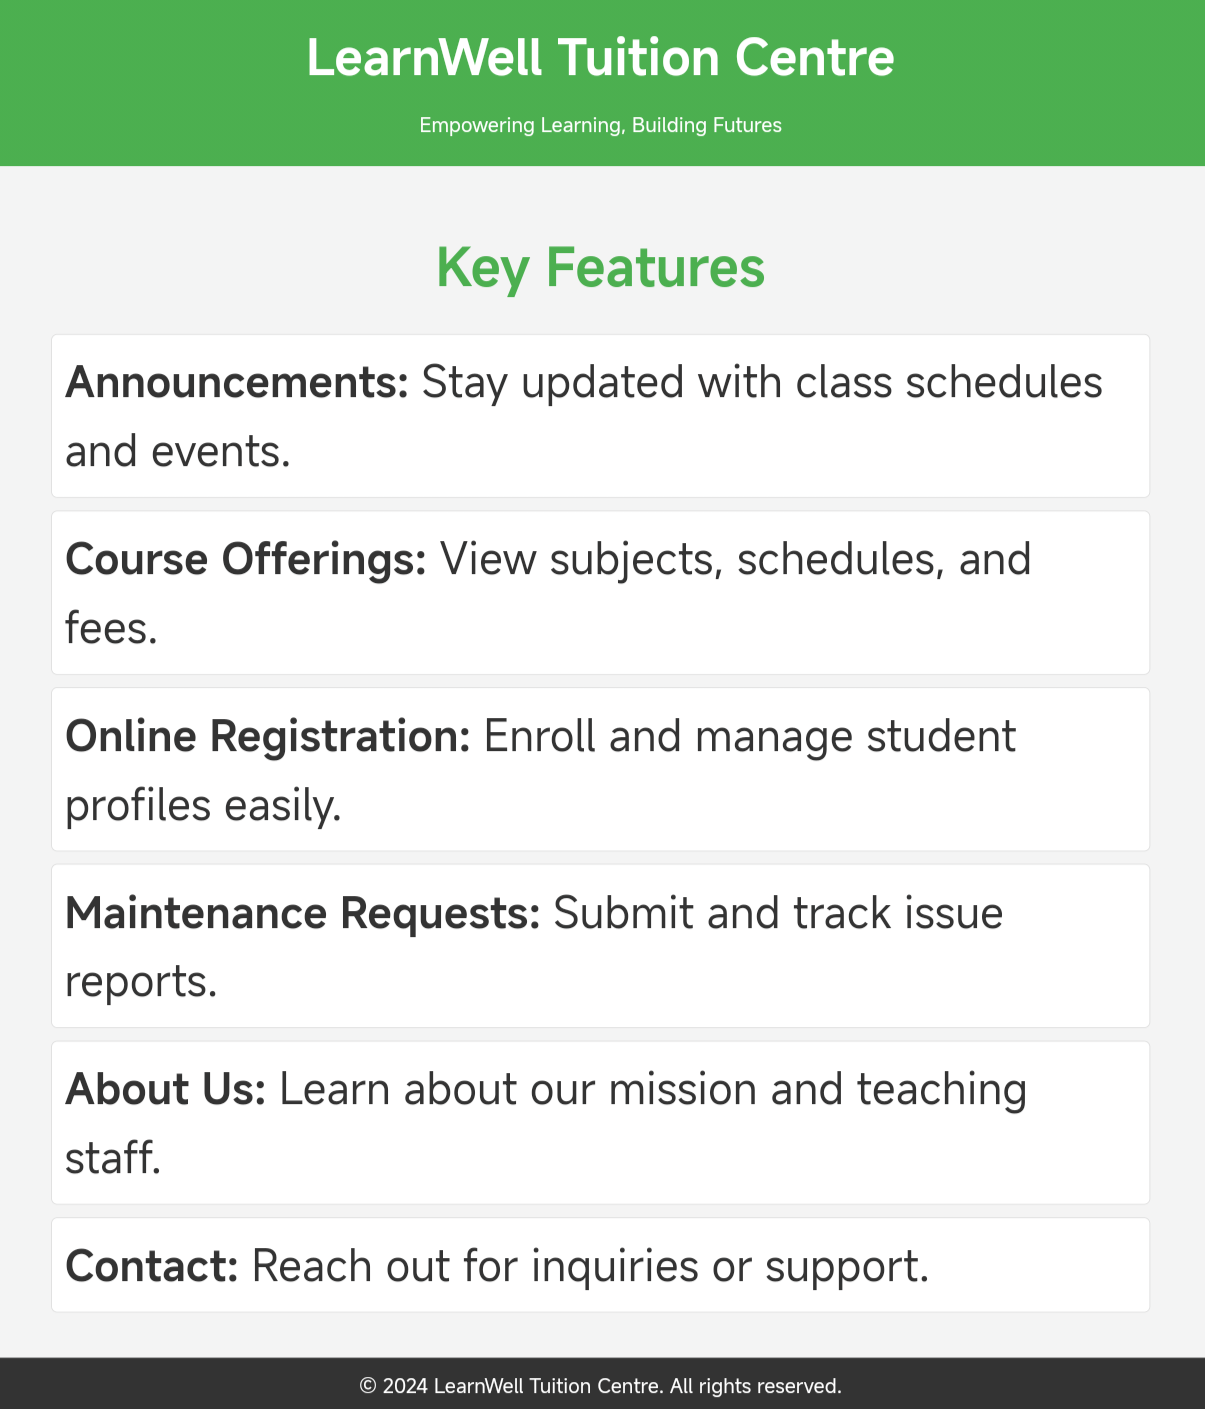 LearnWell Tuition Centre
Empowering Learning, Building Futures
Key Features
Announcements: Stay updated with class schedules
and events.
Course Offerings: View subjects, schedules, and
fees.
Online Registration: Enroll and manage student
profiles easily.
Maintenance Requests: Submit and track issue
reports.
About Us: Learn about our mission and teaching
staff.
Contact: Reach out for inquiries or support.
© 2024 LearnWell Tuition Centre. All rights reserved.